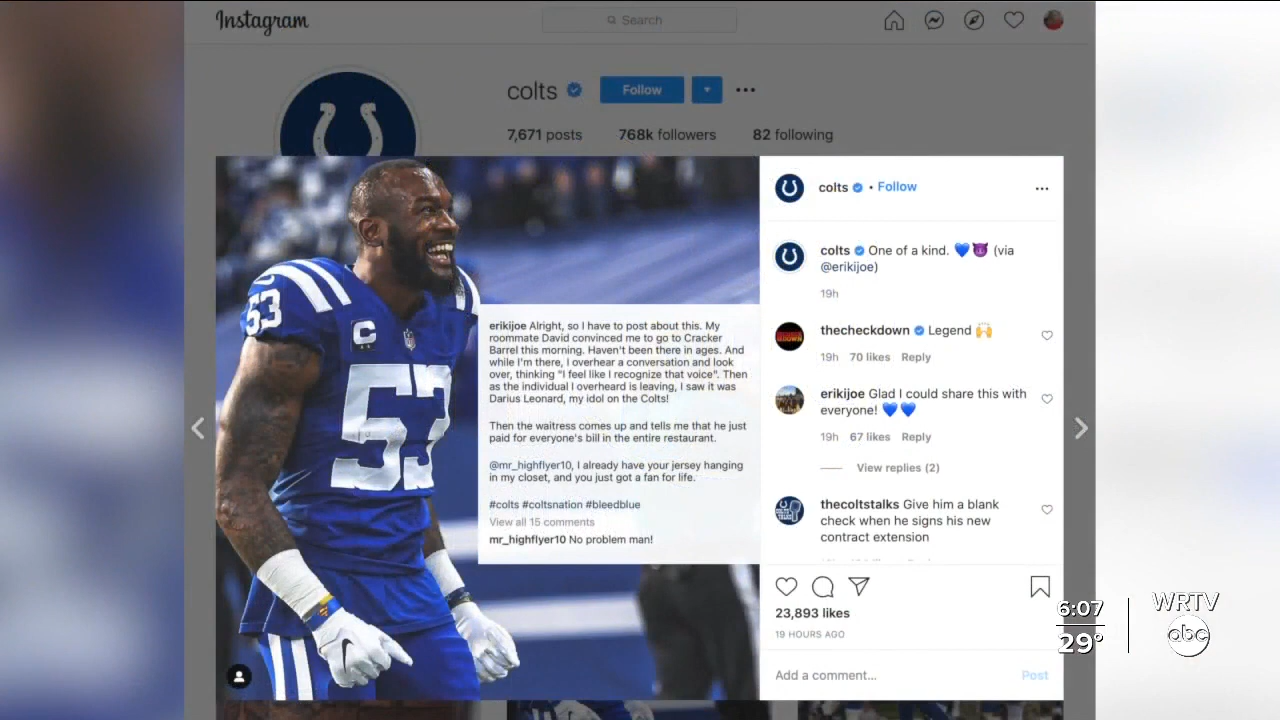 Instagram
Search
colts
Follow
7,671 posts 768k followers 82 following
53
C
53
erikijoe Alright, so I have to post about this. My
roommate David convinced me to go to Cracker
Barrel this morning. Haven't been there in ages. And
while I'm there, I overhear a conversation and look
over, thinking "I feel like I recognize that voice". Then
as the individual I overheard is leaving, I saw it was
Darius Leonard, my idol on the Colts!
Then the waitress comes up and tells me that he just
paid for everyone's bill in the entire restaurant.
@mr_highflyer10, I already have your jersey hanging
in my closet, and you just got a fan for life.
#colts #coltsnation #bleedblue
View all 15 comments
mr_highflyer10 No problem man!
colts • Follow
colts One of a kind. 💙😈 (via
@erikijoe)
19h
thecheckdown Legend 🙌
19h 70 likes Reply
erikijoe Glad I could share this with
everyone! 💙💙
19h 67 likes Reply
View replies (2)
thecoltstalks Give him a blank
check when he signs his new
contract extension
23,893 likes
19 HOURS AGO
Add a comment...
Post
6:07
29°
WRTV
abc